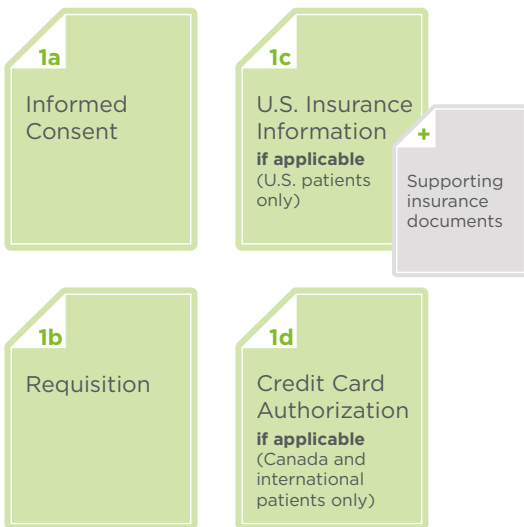 1a
Informed
Consent
1c
U.S. Insurance
Information
if applicable
(U.S. patients
only)
+
Supporting
insurance
documents
1b
Requisition
1d
Credit Card
Authorization
if applicable
(Canada and
international
patients only)